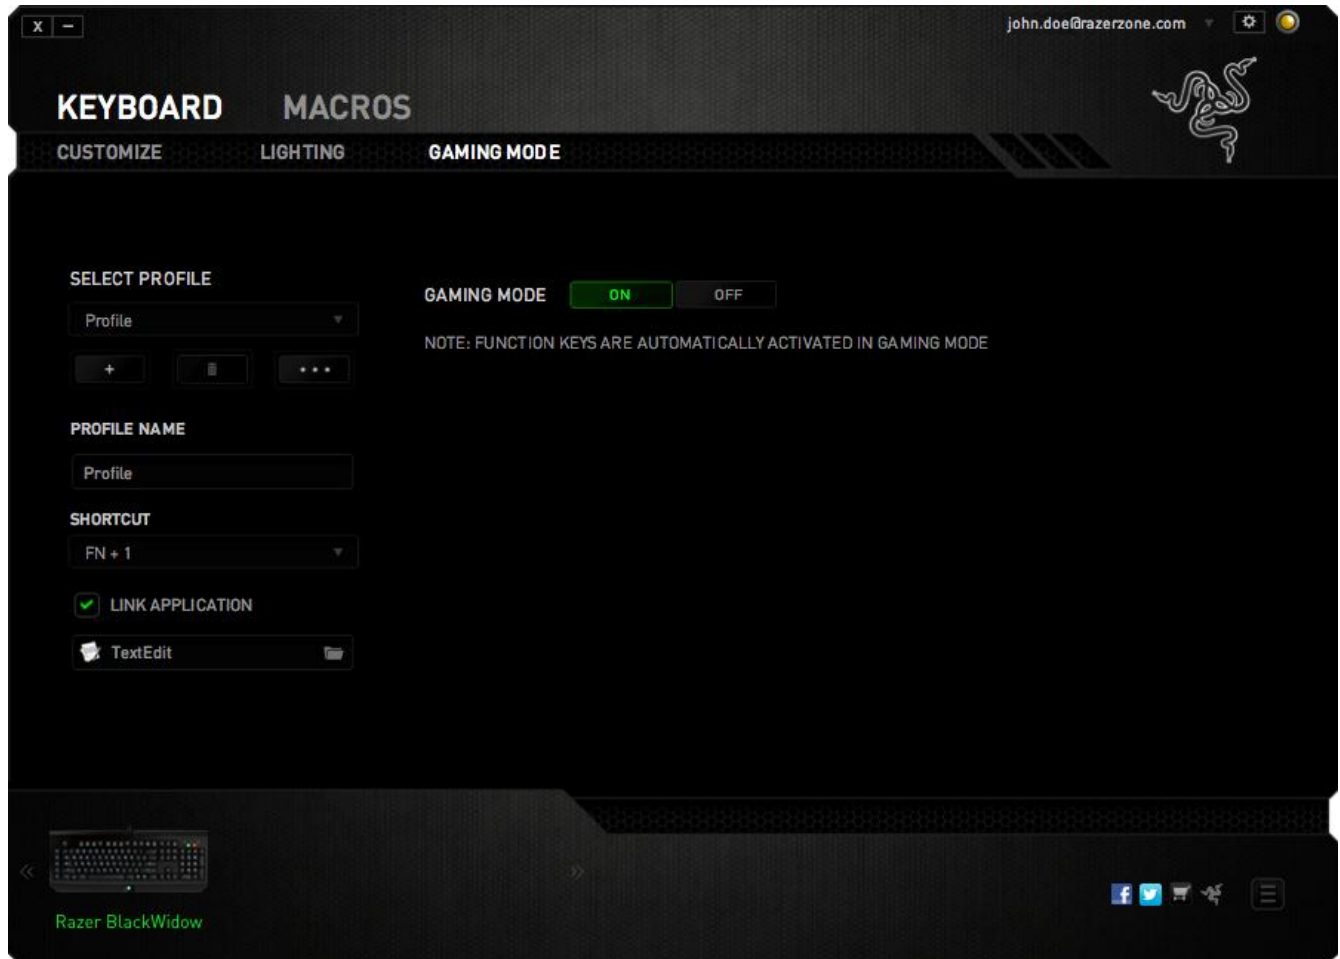 X –
john.doe@razerzone.com
KEYBOARD MACROS
CUSTOMIZE LIGHTING GAMING MODE
SELECT PROFILE
Profile
GAMING MODE ON OFF
NOTE: FUNCTION KEYS ARE AUTOMATICALLY ACTIVATED IN GAMING MODE
+ •••
PROFILE NAME
Profile
SHORTCUT
FN + 1
LINK APPLICATION
TextEdit
Razer BlackWidow